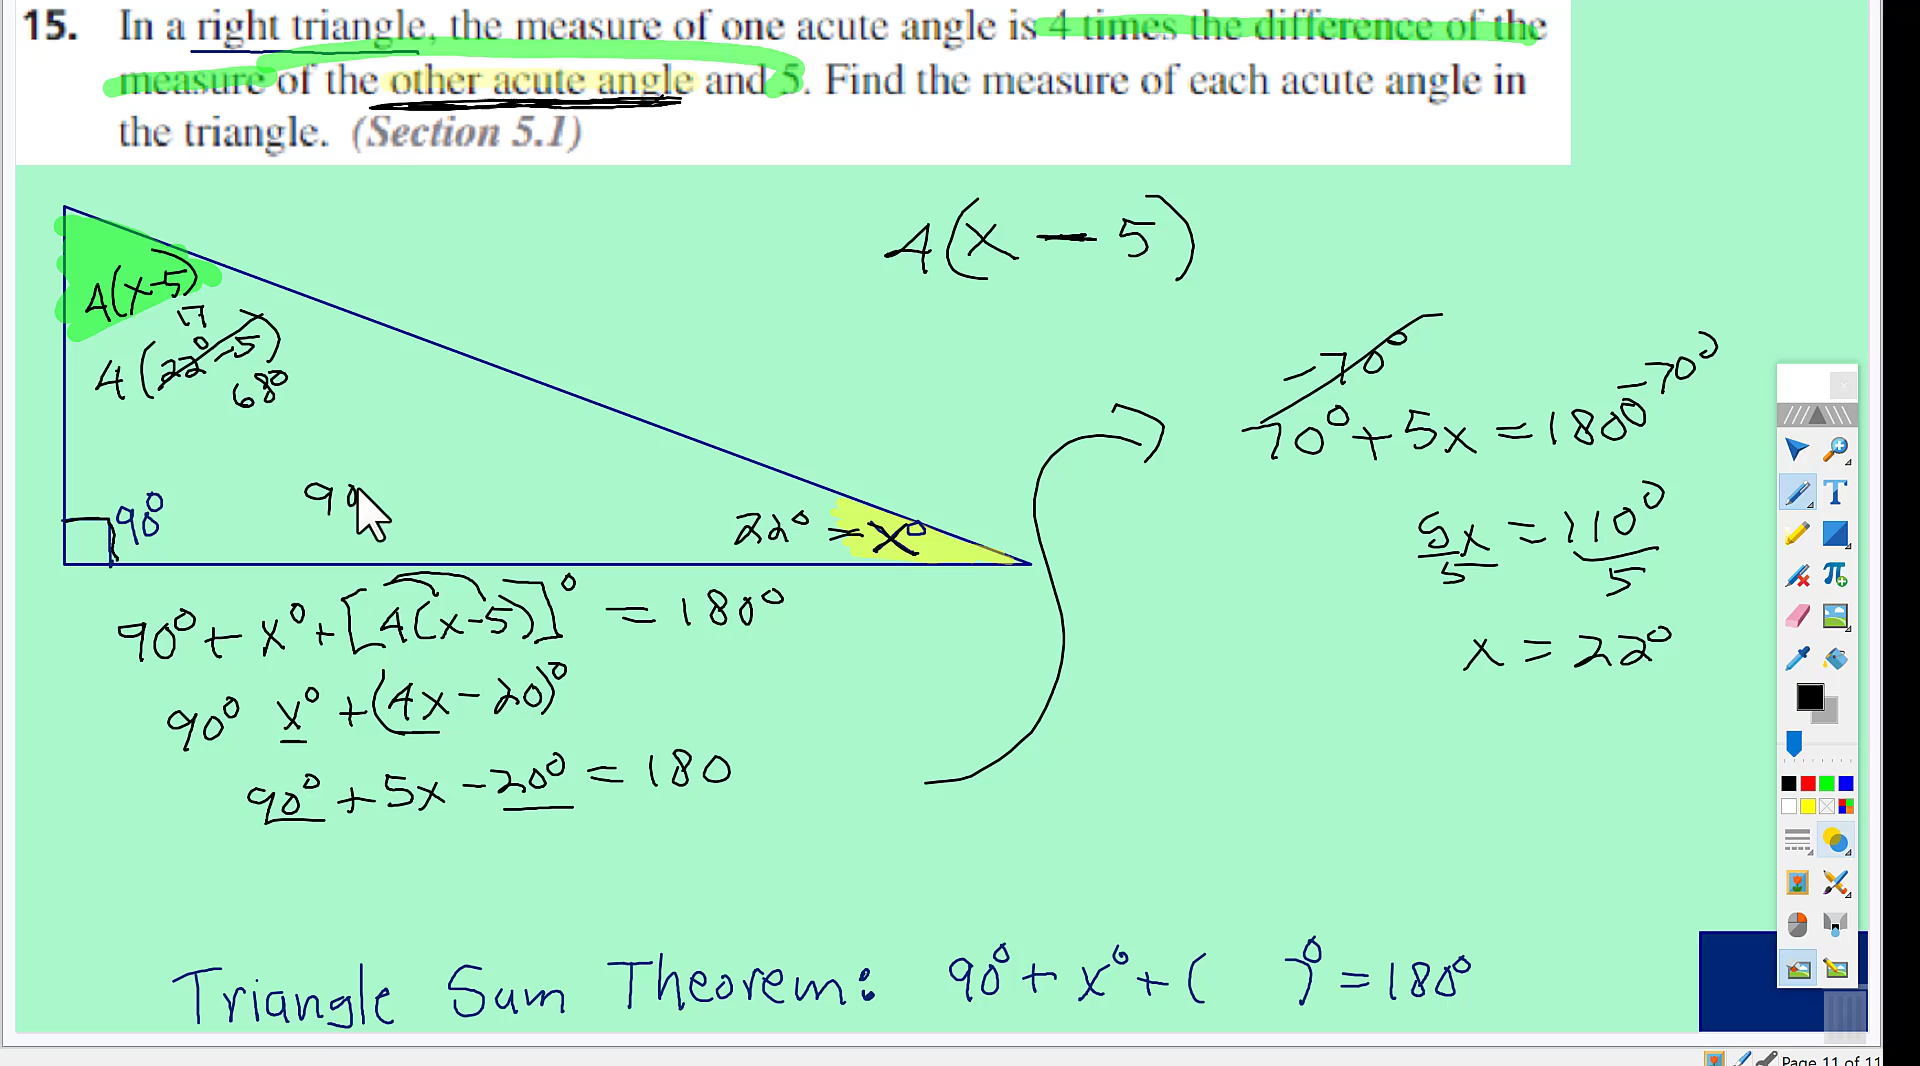 15. In a right triangle, the measure of one acute angle is 4 times the difference of the
measure of the other acute angle and 5. Find the measure of each acute angle in
the triangle. (Section 5.1)
4(x − 5)
4(x-5)
17
4(22°-5)
68°
90°
90
22° = x°
90° + x° + [4(x-5)]° = 180°
90° x° + (4x - 20)°
90° + 5x - 20° = 180
-70° -70°
70° + 5x = 180°
5x = 110°
5 5
x = 22°
Triangle Sum Theorem: 90° + x° + ( )° = 180°
Page 11 of 11